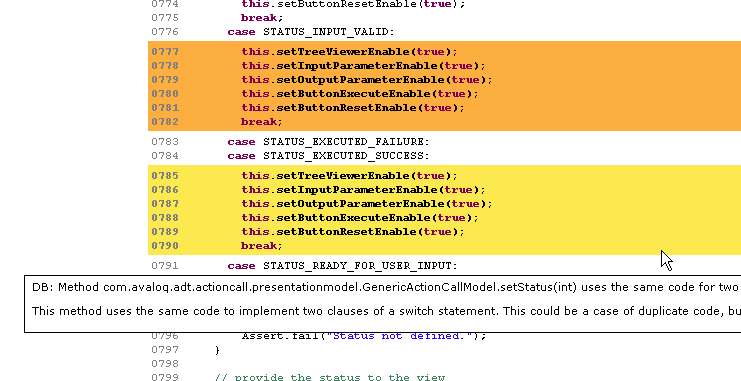 0774 this.setButtonResetEnable(true);
0775 break;
0776 case STATUS_INPUT_VALID:
0777 this.setTreeViewerEnable(true);
0778 this.setInputParameterEnable(true);
0779 this.setOutputParameterEnable(true);
0780 this.setButtonExecuteEnable(true);
0781 this.setButtonResetEnable(true);
0782 break;
0783 case STATUS_EXECUTED_FAILURE:
0784 case STATUS_EXECUTED_SUCCESS:
0785 this.setTreeViewerEnable(true);
0786 this.setInputParameterEnable(true);
0787 this.setOutputParameterEnable(true);
0788 this.setButtonExecuteEnable(true);
0789 this.setButtonResetEnable(true);
0790 break;
0791 case STATUS_READY_FOR_USER_INPUT:
DB: Method com.avaloq.adt.actioncall.presentationmodel.GenericActionCallModel.setStatus(int) uses the same code for two
This method uses the same code to implement two clauses of a switch statement. This could be a case of duplicate code, bu
0796 Assert.fail("Status not defined.");
0797 }
0798
0799 // provide the status to the view